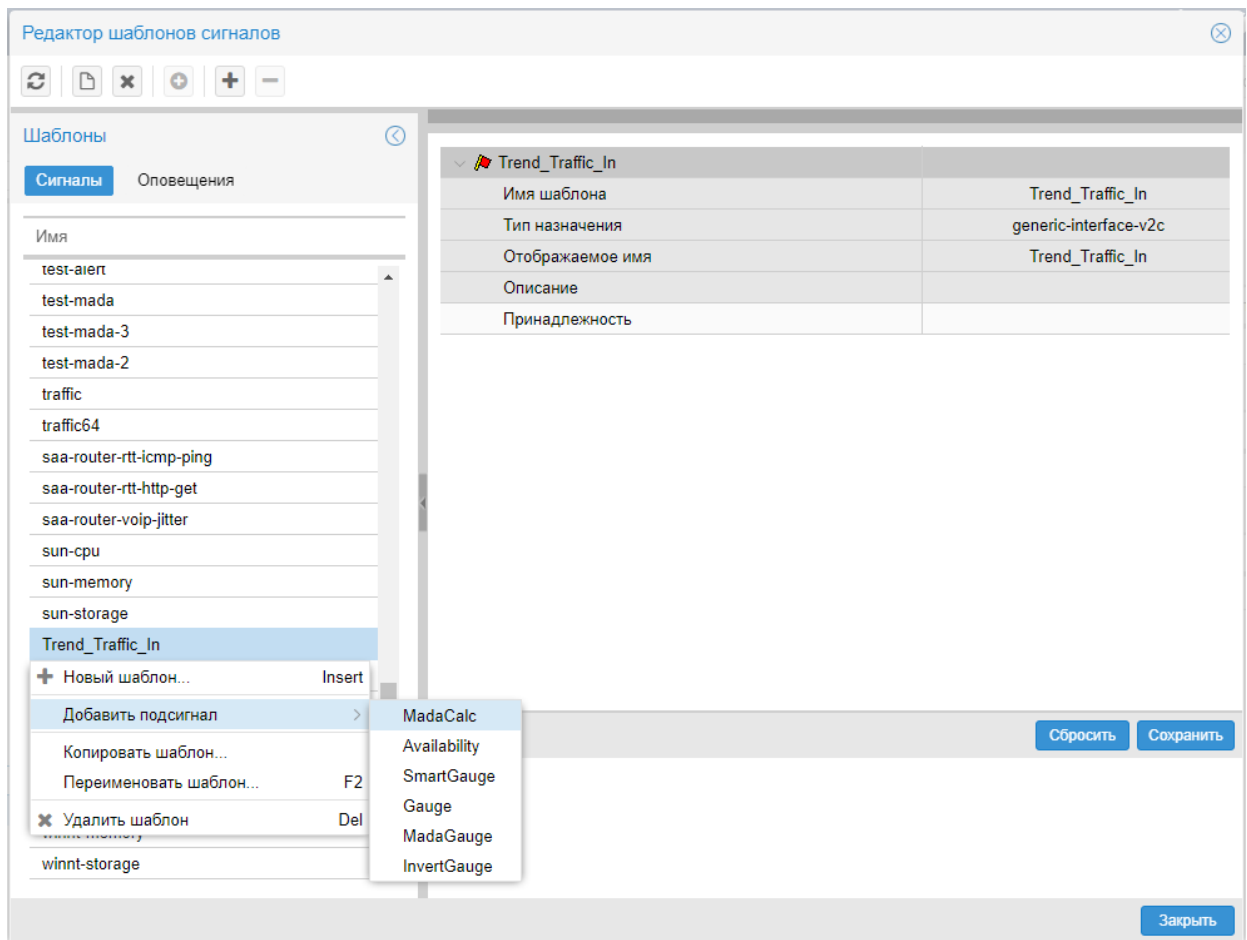 Редактор шаблонов сигналов
Шаблоны
Сигналы Оповещения
Имя
test-alert
test-mada
test-mada-3
test-mada-2
traffic
traffic64
saa-router-rtt-icmp-ping
saa-router-rtt-http-get
saa-router-voip-jitter
sun-cpu
sun-memory
sun-storage
Trend_Traffic_In
Новый шаблон... Insert
Добавить подсигнал
Копировать шаблон...
Переименовать шаблон... F2
Удалить шаблон Del
winnt-memory
winnt-storage
MadaCalc
Availability
SmartGauge
Gauge
MadaGauge
InvertGauge
Trend_Traffic_In
Имя шаблона Trend_Traffic_In
Тип назначения generic-interface-v2c
Отображаемое имя Trend_Traffic_In
Описание
Принадлежность
Сбросить Сохранить
Закрыть